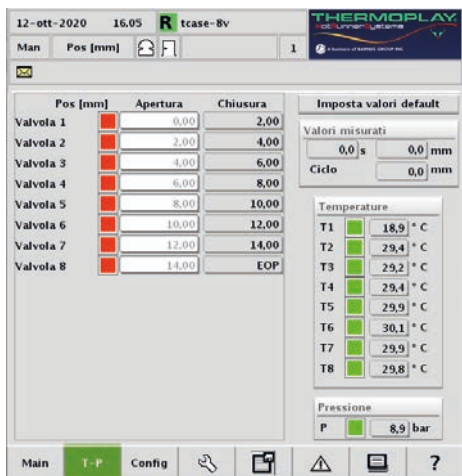 12-ott-2020 16.05 R tcase-8v
THERMOPLAY
HotRunnerSystems
Man Pos [mm] 1
Pos [mm] Apertura Chiusura
Valvola 1 0,00 2,00
Valvola 2 2,00 4,00
Valvola 3 4,00 6,00
Valvola 4 6,00 8,00
Valvola 5 8,00 10,00
Valvola 6 10,00 12,00
Valvola 7 12,00 14,00
Valvola 8 14,00 EOP
Imposta valori default
Valori misurati
0,0 s 0,0 mm
Ciclo 0,0 mm
Temperature
T1 18,9 ° C
T2 29,4 ° C
T3 29,2 ° C
T4 29,4 ° C
T5 29,9 ° C
T6 30,1 ° C
T7 29,9 ° C
T8 29,8 ° C
Pressione
P 8,9 bar
Main T-P Config ?